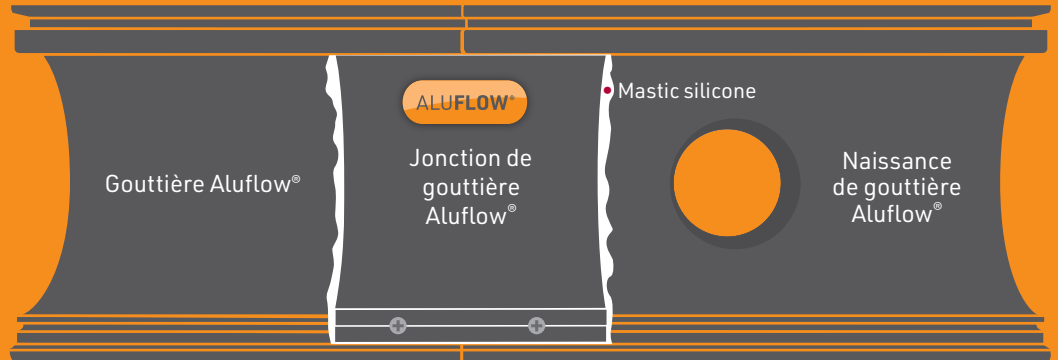 ALUFLOW®
Mastic silicone
Gouttière Aluflow®
Jonction de
gouttière
Aluflow®
Naissance
de gouttière
Aluflow®